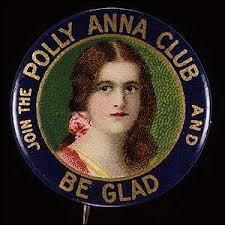 JOIN THE POLLY ANNA CLUB AND
BE GLAD